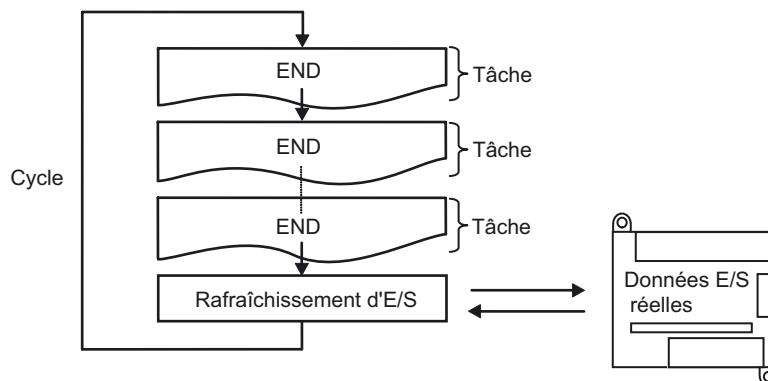 END
Tâche
END
Tâche
Cycle
END
Tâche
Rafraîchissement d'E/S
Données E/S
réelles